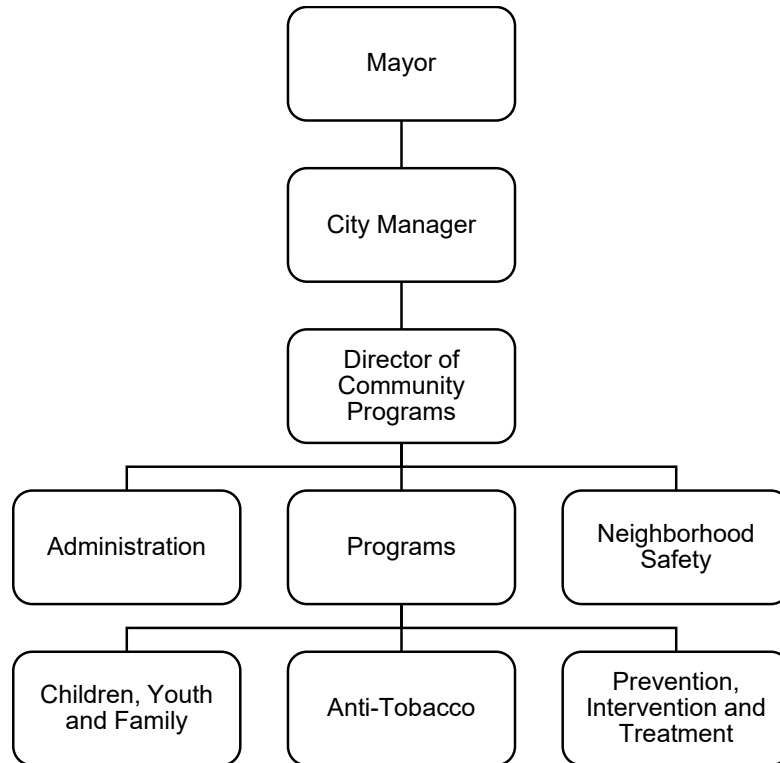 Mayor
City Manager
Director of
Community
Programs
Administration
Programs
Neighborhood
Safety
Children, Youth
and Family
Anti-Tobacco
Prevention,
Intervention and
Treatment